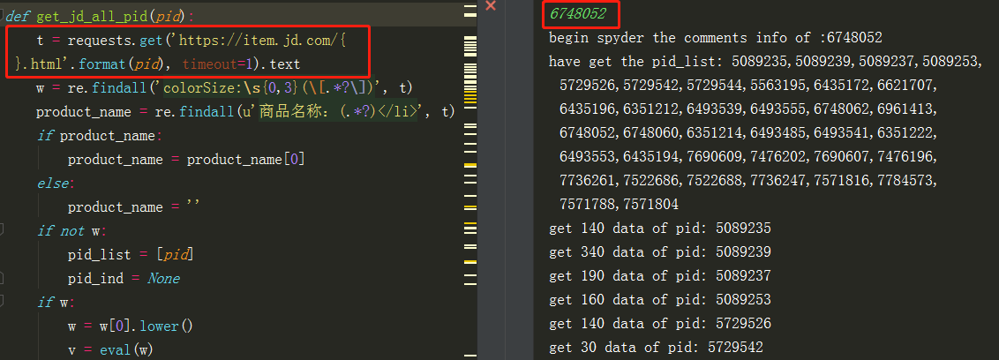 def get_jd_all_pid(pid):
t = requests.get('https://item.jd.com/{
}.html'.format(pid), timeout=1).text
w = re.findall('colorSize:\s{0,3}(\[.*?\])', t)
product_name = re.findall(u'商品名称：(.*?)</li>', t)
if product_name:
product_name = product_name[0]
else:
product_name = ''
if not w:
pid_list = [pid]
pid_ind = None
if w:
w = w[0].lower()
v = eval(w)
6748052
begin spyder the comments info of :6748052
have get the pid_list: 5089235,5089239,5089237,5089253,
5729526,5729542,5729544,5563195,6435172,6621707,
6435196,6351212,6493539,6493555,6748062,6961413,
6748052,6748060,6351214,6493485,6493541,6351222,
6493553,6435194,7690609,7476202,7690607,7476196,
7736261,7522686,7522688,7736247,7571816,7784573,
7571788,7571804
get 140 data of pid: 5089235
get 340 data of pid: 5089239
get 190 data of pid: 5089237
get 160 data of pid: 5089253
get 140 data of pid: 5729526
get 30 data of pid: 5729542